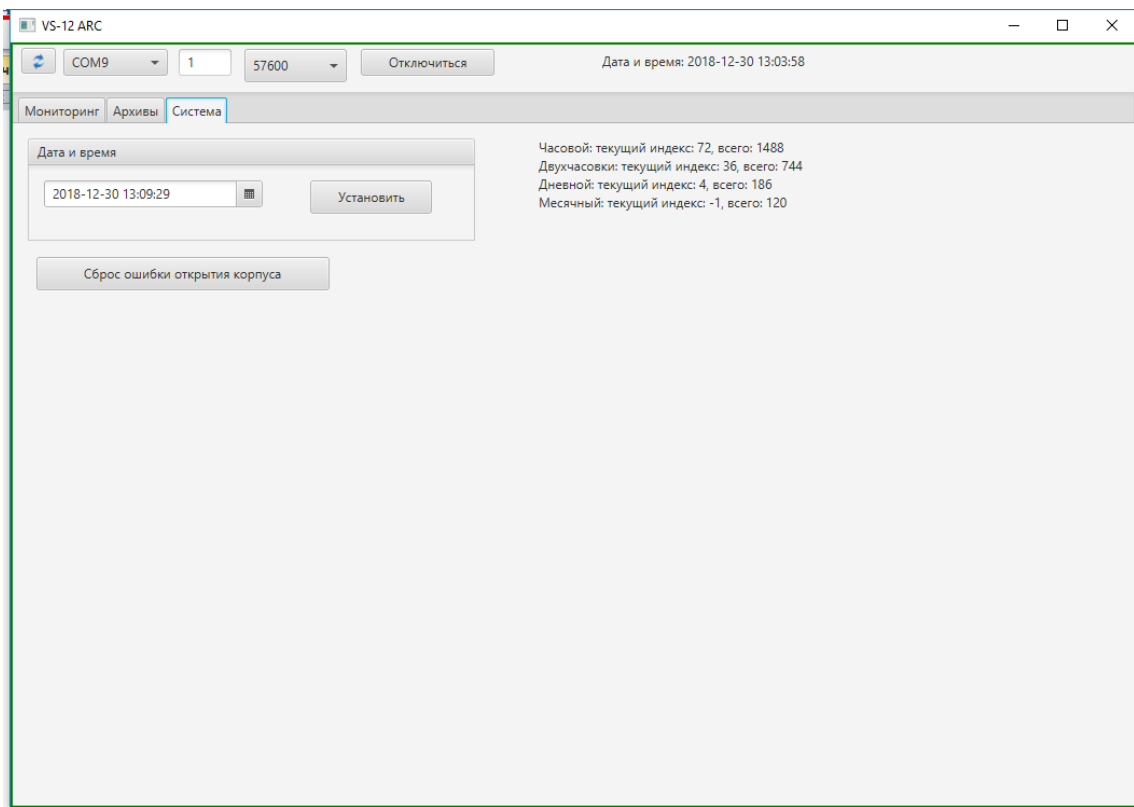 VS-12 ARC
COM9 1 57600 Отключиться Дата и время: 2018-12-30 13:03:58
Мониторинг Архивы Система
Дата и время
2018-12-30 13:09:29 Установить
Сброс ошибки открытия корпуса
Часовой: текущий индекс: 72, всего: 1488
Двухчасовки: текущий индекс: 36, всего: 744
Дневной: текущий индекс: 4, всего: 186
Месячный: текущий индекс: -1, всего: 120